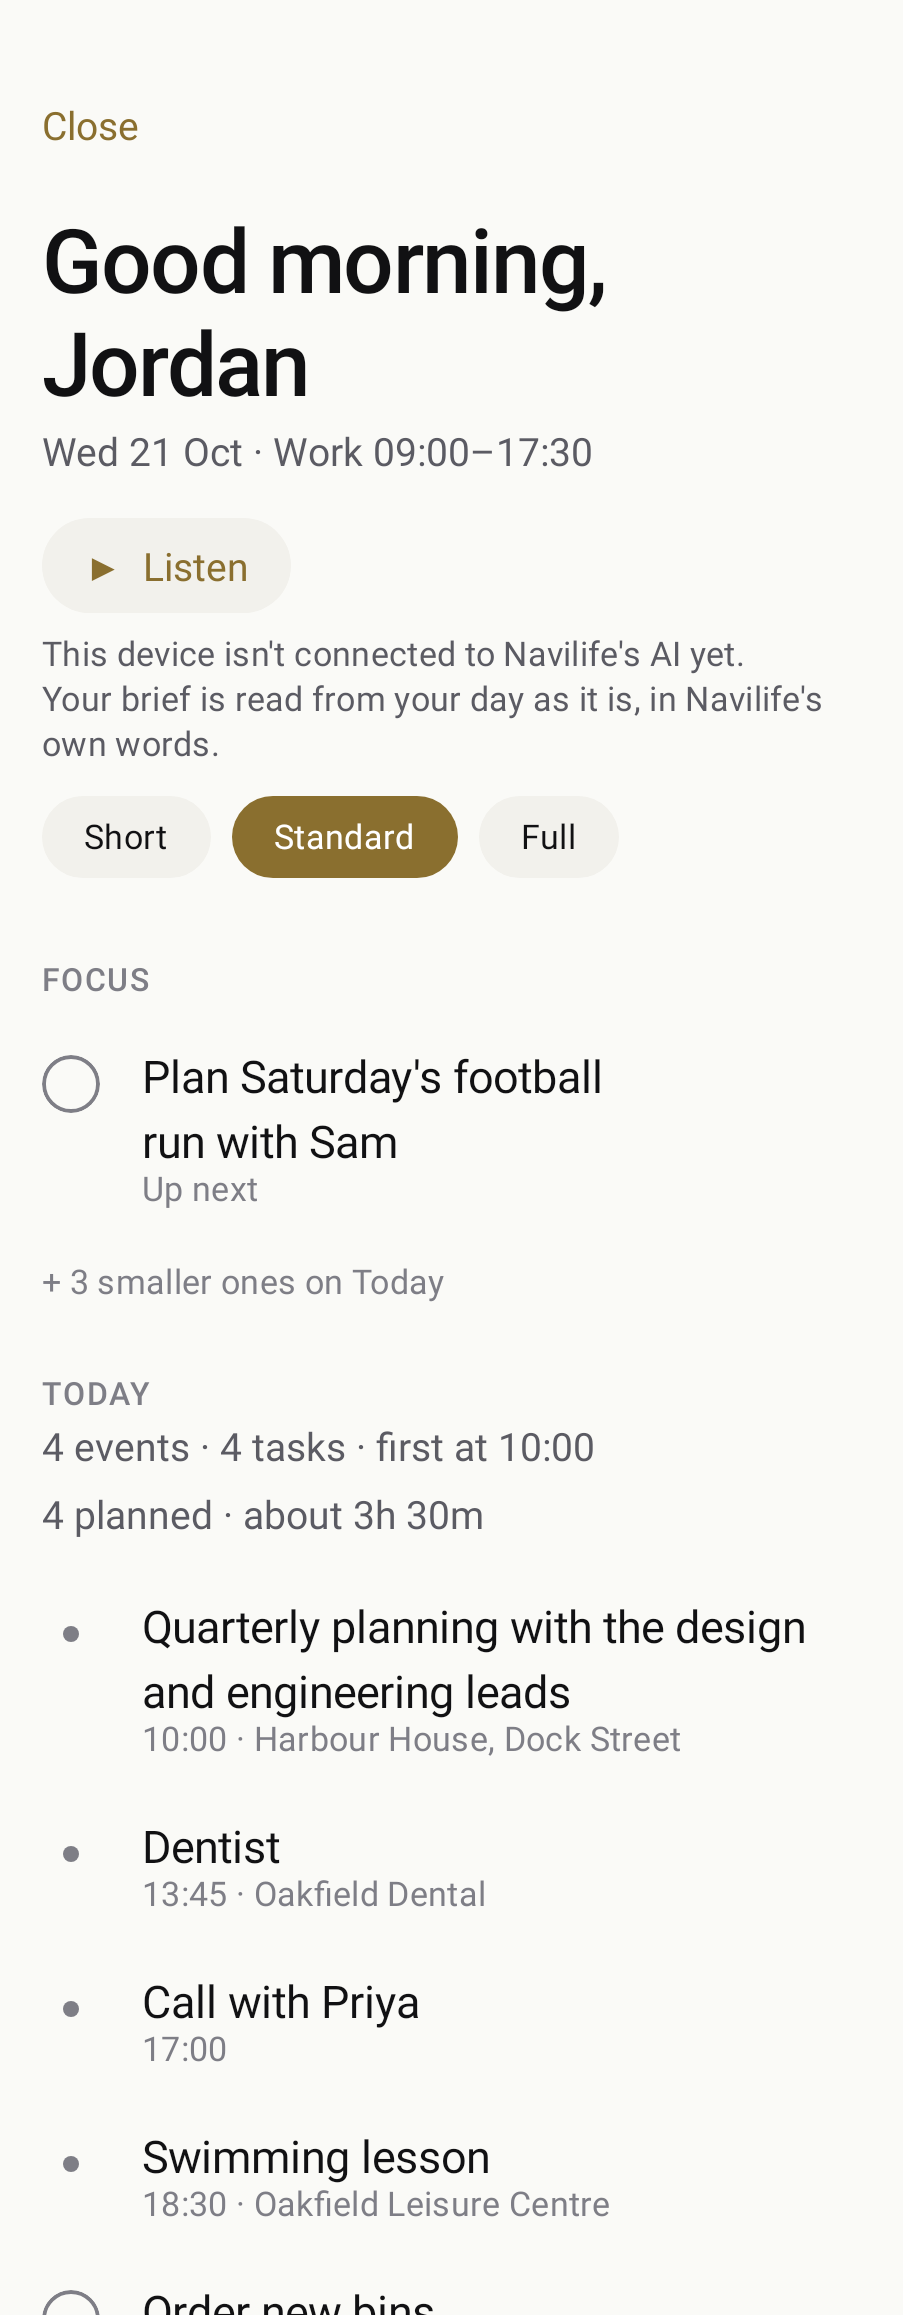 Close
Good morning,
Jordan
Wed 21 Oct · Work 09:00–17:30
▶ Listen
This device isn't connected to Navilife's AI yet.
Your brief is read from your day as it is, in Navilife's
own words.
Short Standard Full
FOCUS
Plan Saturday's football
run with Sam
Up next
+ 3 smaller ones on Today
TODAY
4 events · 4 tasks · first at 10:00
4 planned · about 3h 30m
Quarterly planning with the design
and engineering leads
10:00 · Harbour House, Dock Street
Dentist
13:45 · Oakfield Dental
Call with Priya
17:00
Swimming lesson
18:30 · Oakfield Leisure Centre
Order new bins